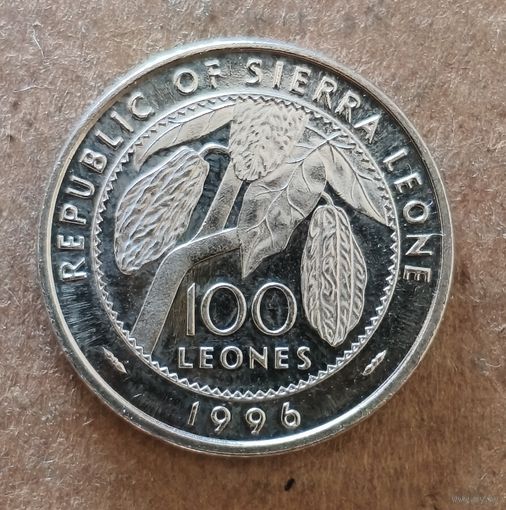 REPUBLIC OF SIERRA LEONE
100
LEONES
1996